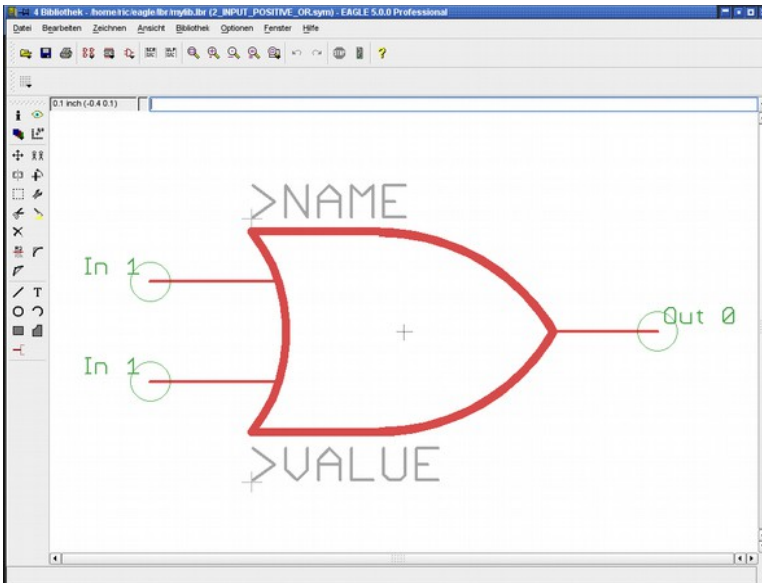 4 Bibliothek - /home/ric/eagle/lbr/mylib.lbr (2_INPUT_POSITIVE_OR.sym) - EAGLE 5.0.0 Professional
Datei Bearbeiten Zeichnen Ansicht Bibliothek Optionen Fenster Hilfe
0.1 inch (-0.4 0.1)
>NAME
In 1
Out 0
In 1
>VALUE